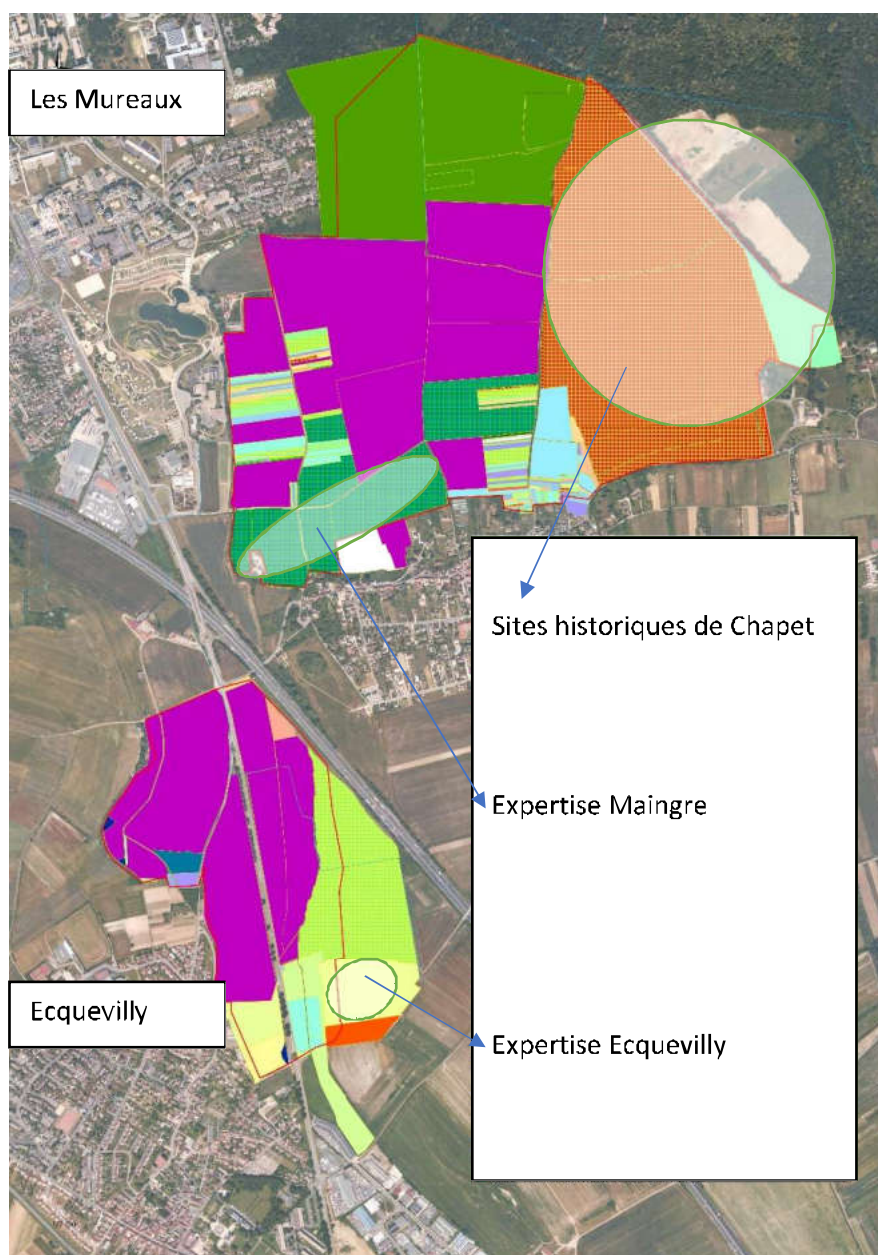 Les Mureaux
Sites historiques de Chapet
Expertise Maingre
Ecquevilly
Expertise Ecquevilly